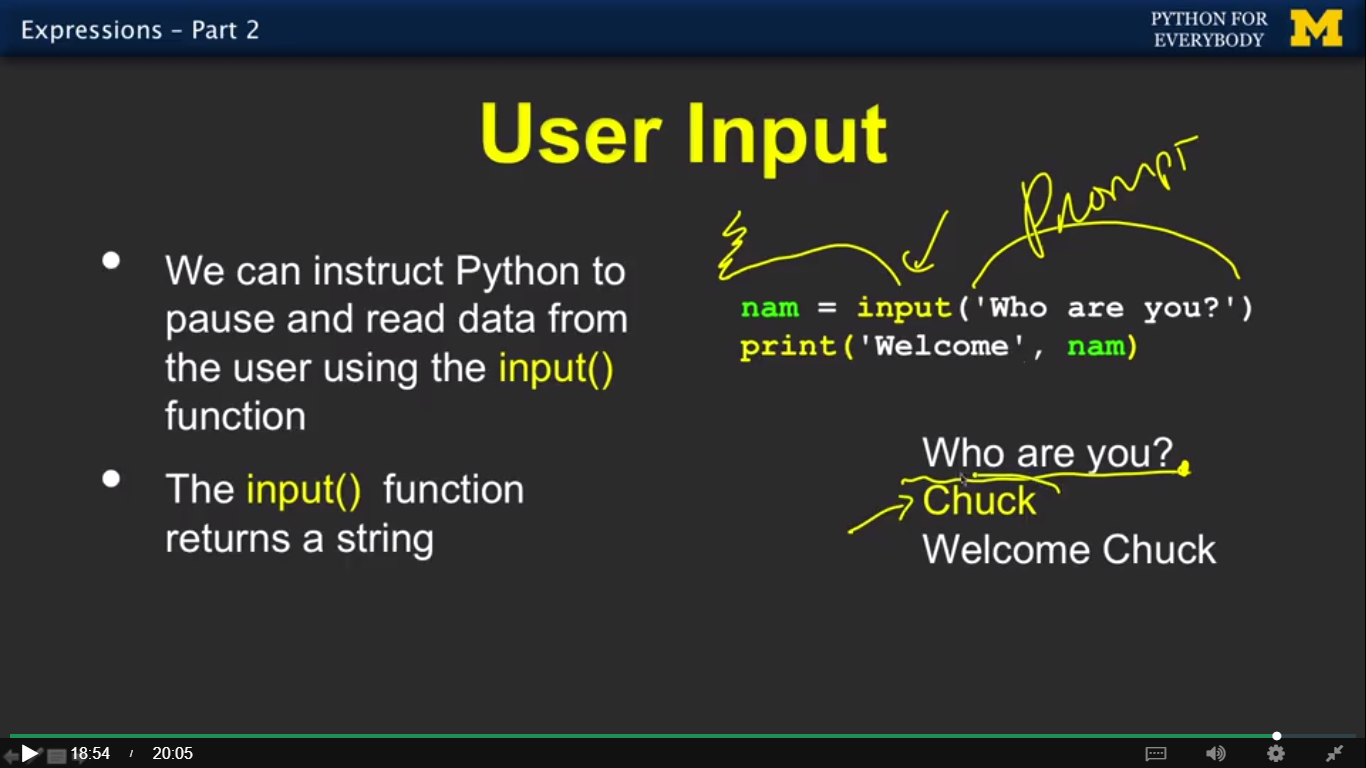 Expressions – Part 2
PYTHON FOR
EVERYBODY
M
User Input
Prompt
• We can instruct Python to
pause and read data from
the user using the input()
function
• The input() function
returns a string
nam = input('Who are you?')
print('Welcome', nam)
Who are you?
Chuck
Welcome Chuck
18:54 / 20:05